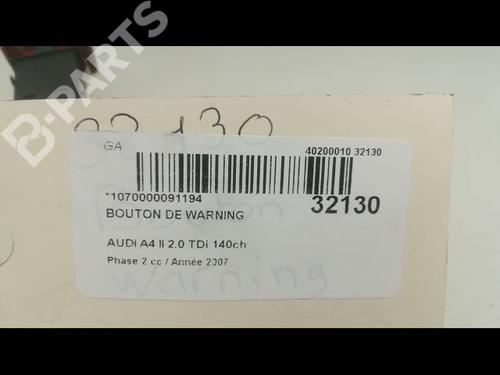 B-PARTS
32130
GA
40200010 32130
*1070000091194
32130
BOUTON DE WARNING
Bouton
AUDI A4 II 2.0 TDi 140ch
Phase 2 cc / Année 2007
Warning